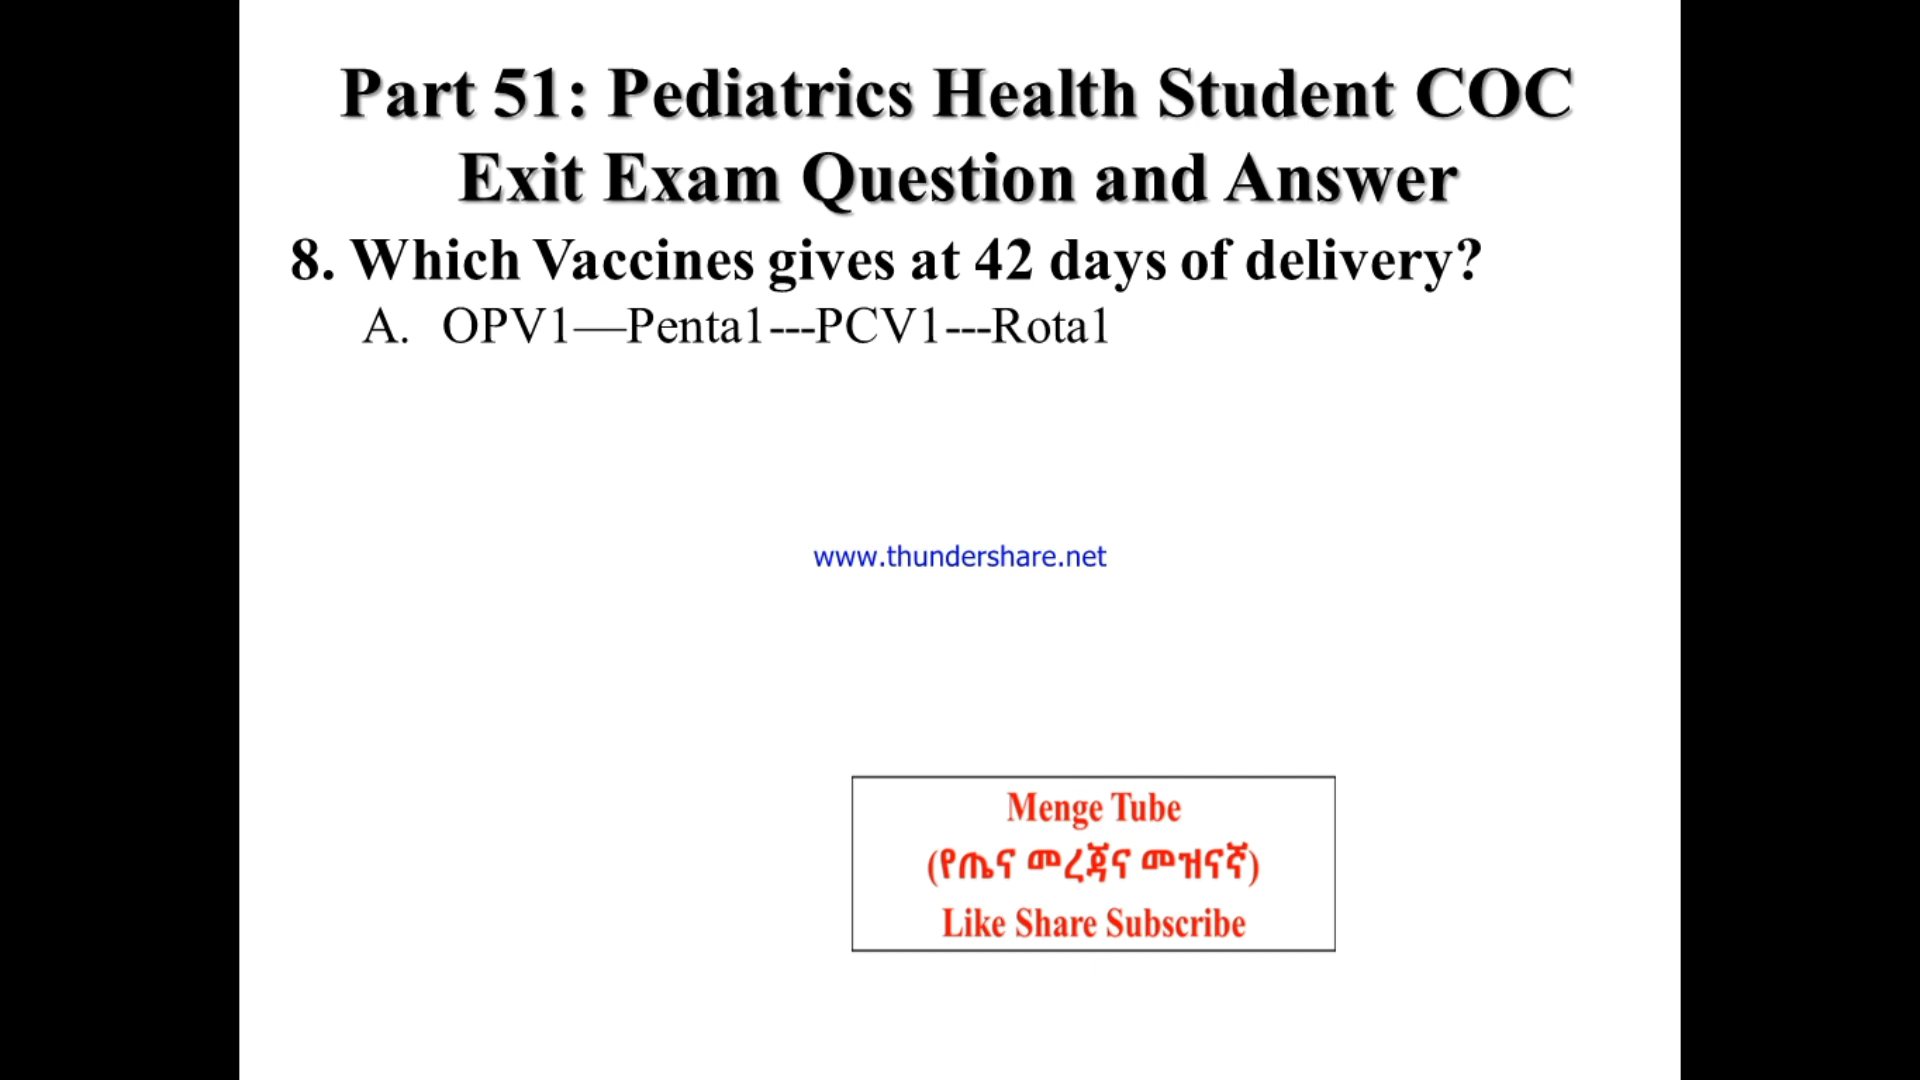 Part 51: Pediatrics Health Student COC
Exit Exam Question and Answer
8. Which Vaccines gives at 42 days of delivery?
A. OPV1—Penta1---PCV1---Rota1
www.thundershare.net
Menge Tube
(የጤና መረጃና መዝናኛ)
Like Share Subscribe